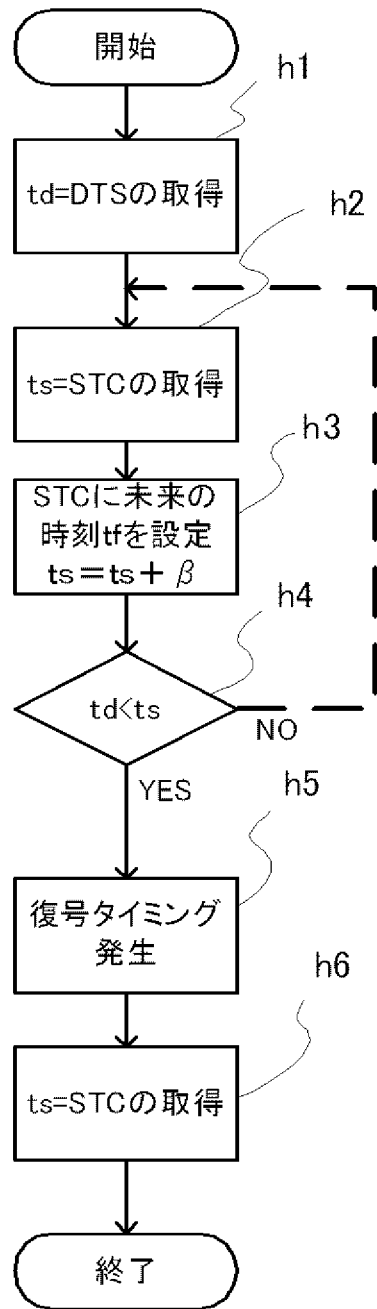 開始
h1
td=DTSの取得
h2
ts=STCの取得
h3
STCに未来の
時刻tfを設定
ts=ts+ β
h4
td<ts
NO
YES
h5
復号タイミング
発生
h6
ts=STCの取得
終了